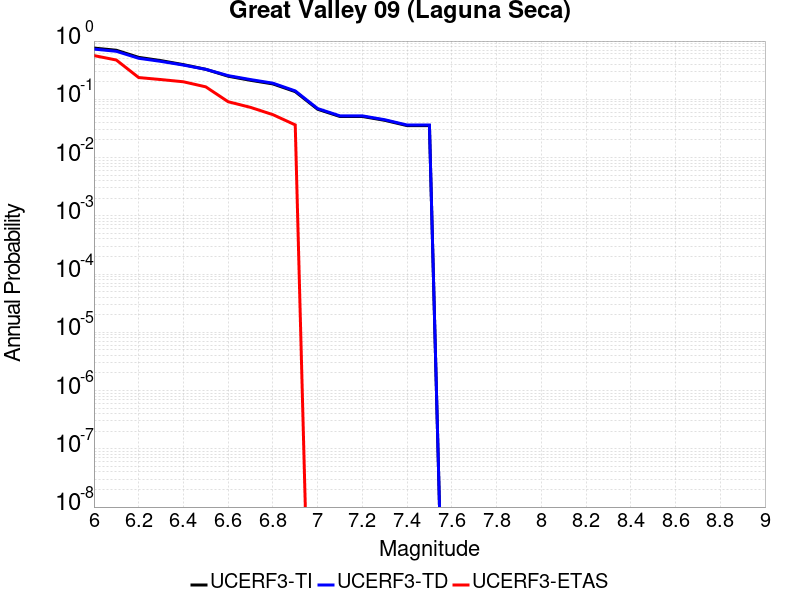 Great Valley 09 (Laguna Seca)
10^0
10^-1
10^-2
10^-3
10^-4
10^-5
10^-6
10^-7
10^-8
Annual Probability
6 6.2 6.4 6.6 6.8 7 7.2 7.4 7.6 7.8 8 8.2 8.4 8.6 8.8 9
Magnitude
UCERF3-TI UCERF3-TD UCERF3-ETAS